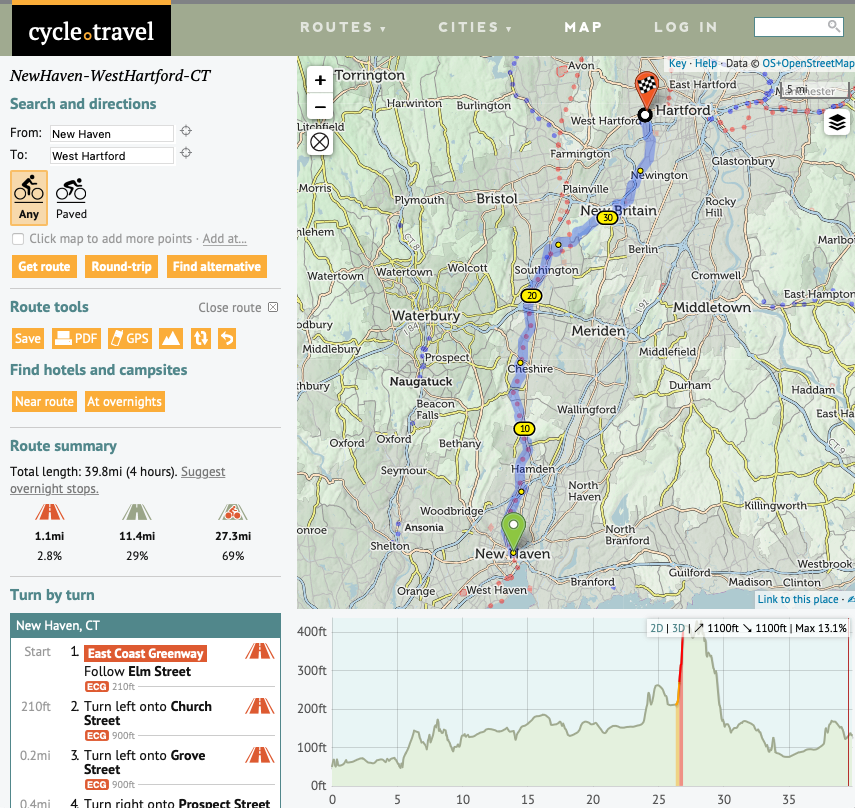 cycle.travel
ROUTES ▾
CITIES ▾
MAP
LOG IN
NewHaven-WestHartford-CT
Search and directions
From: New Haven
To: West Hartford
Any
Paved
Click map to add more points · Add at...
Get route
Round-trip
Find alternative
Route tools
Close route
Save
PDF
GPS
Find hotels and campsites
Near route
At overnights
Route summary
Total length: 39.8mi (4 hours). Suggest
overnight stops.
1.1mi 11.4mi 27.3mi
2.8% 29% 69%
Turn by turn
New Haven, CT
Start 1. East Coast Greenway
Follow Elm Street
ECG 210ft
210ft 2. Turn left onto Church
Street
ECG 900ft
0.2mi 3. Turn left onto Grove
Street
ECG 900ft
0.4mi 4. Turn right onto Prospect Street
+
−
Key · Help · Data © OS+OpenStreetMap
5 mi
Torrington
Avon
East Hartford
Manchester
Harwinton
Burlington
West Hartford
Hartford
Litchfield
Farmington
Glastonbury
Newington
Morris
Plainville
Bristol
Plymouth
New Britain
30
Rocky
Hill
Berlin
Watertown
Watertown
Wolcott
Southington
Cromwell
CT 8
I 91
20
East Hampton
Middletown
Waterbury
Meriden
I 84
Middlebury
Prospect
Middlefield
Cheshire
Naugatuck
Durham
Haddam
Beacon
Falls
Wallingford
10
Oxford
Oxford
Bethany
CT 9
Hamden
Seymour
North
Haven
Killingworth
Woodbridge
Ansonia
North
Branford
Shelton
New Haven
Westbrook
Guilford
Branford
Madison
Clinton
Orange
West Haven
Link to this place ·
2D | 3D | ↗ 1100ft ↘ 1100ft | Max 13.1%
400ft
300ft
200ft
100ft
0ft
0 5 10 15 20 25 30 35